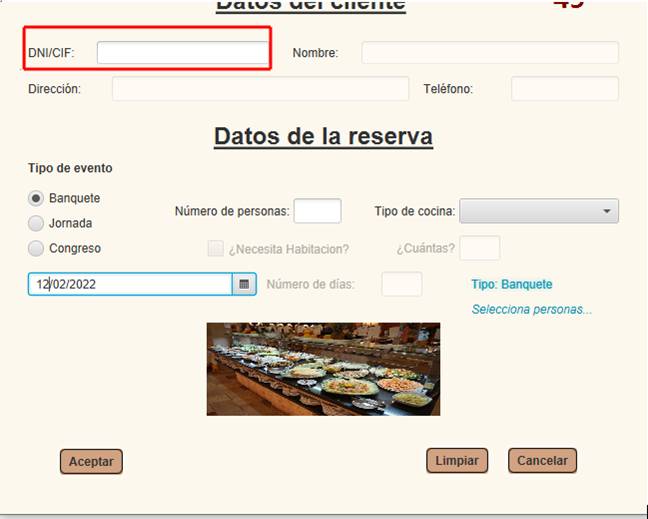 Datos del cliente
DNI/CIF: Nombre:
Dirección: Teléfono:
Datos de la reserva
Tipo de evento
Banquete
Número de personas: Tipo de cocina:
Jornada
Congreso ¿Necesita Habitacion? ¿Cuántas?
12/02/2022 Número de días: Tipo: Banquete
Selecciona personas...
Aceptar Limpiar Cancelar